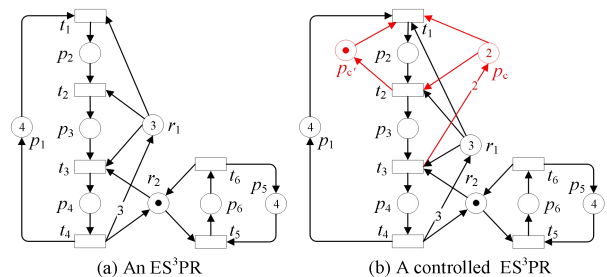 t1 t1
p2 p2 2
pc' pc
t2 t2
2
4 p1 p3 3 r1 4 p1 p3 3 r1
t3 r2 t6 p5 t3 r2 t6 p5
p4 3 p6 4 p4 3 p6 4
t4 t5 t4 t5
(a) An ES³PR (b) A controlled ES³PR